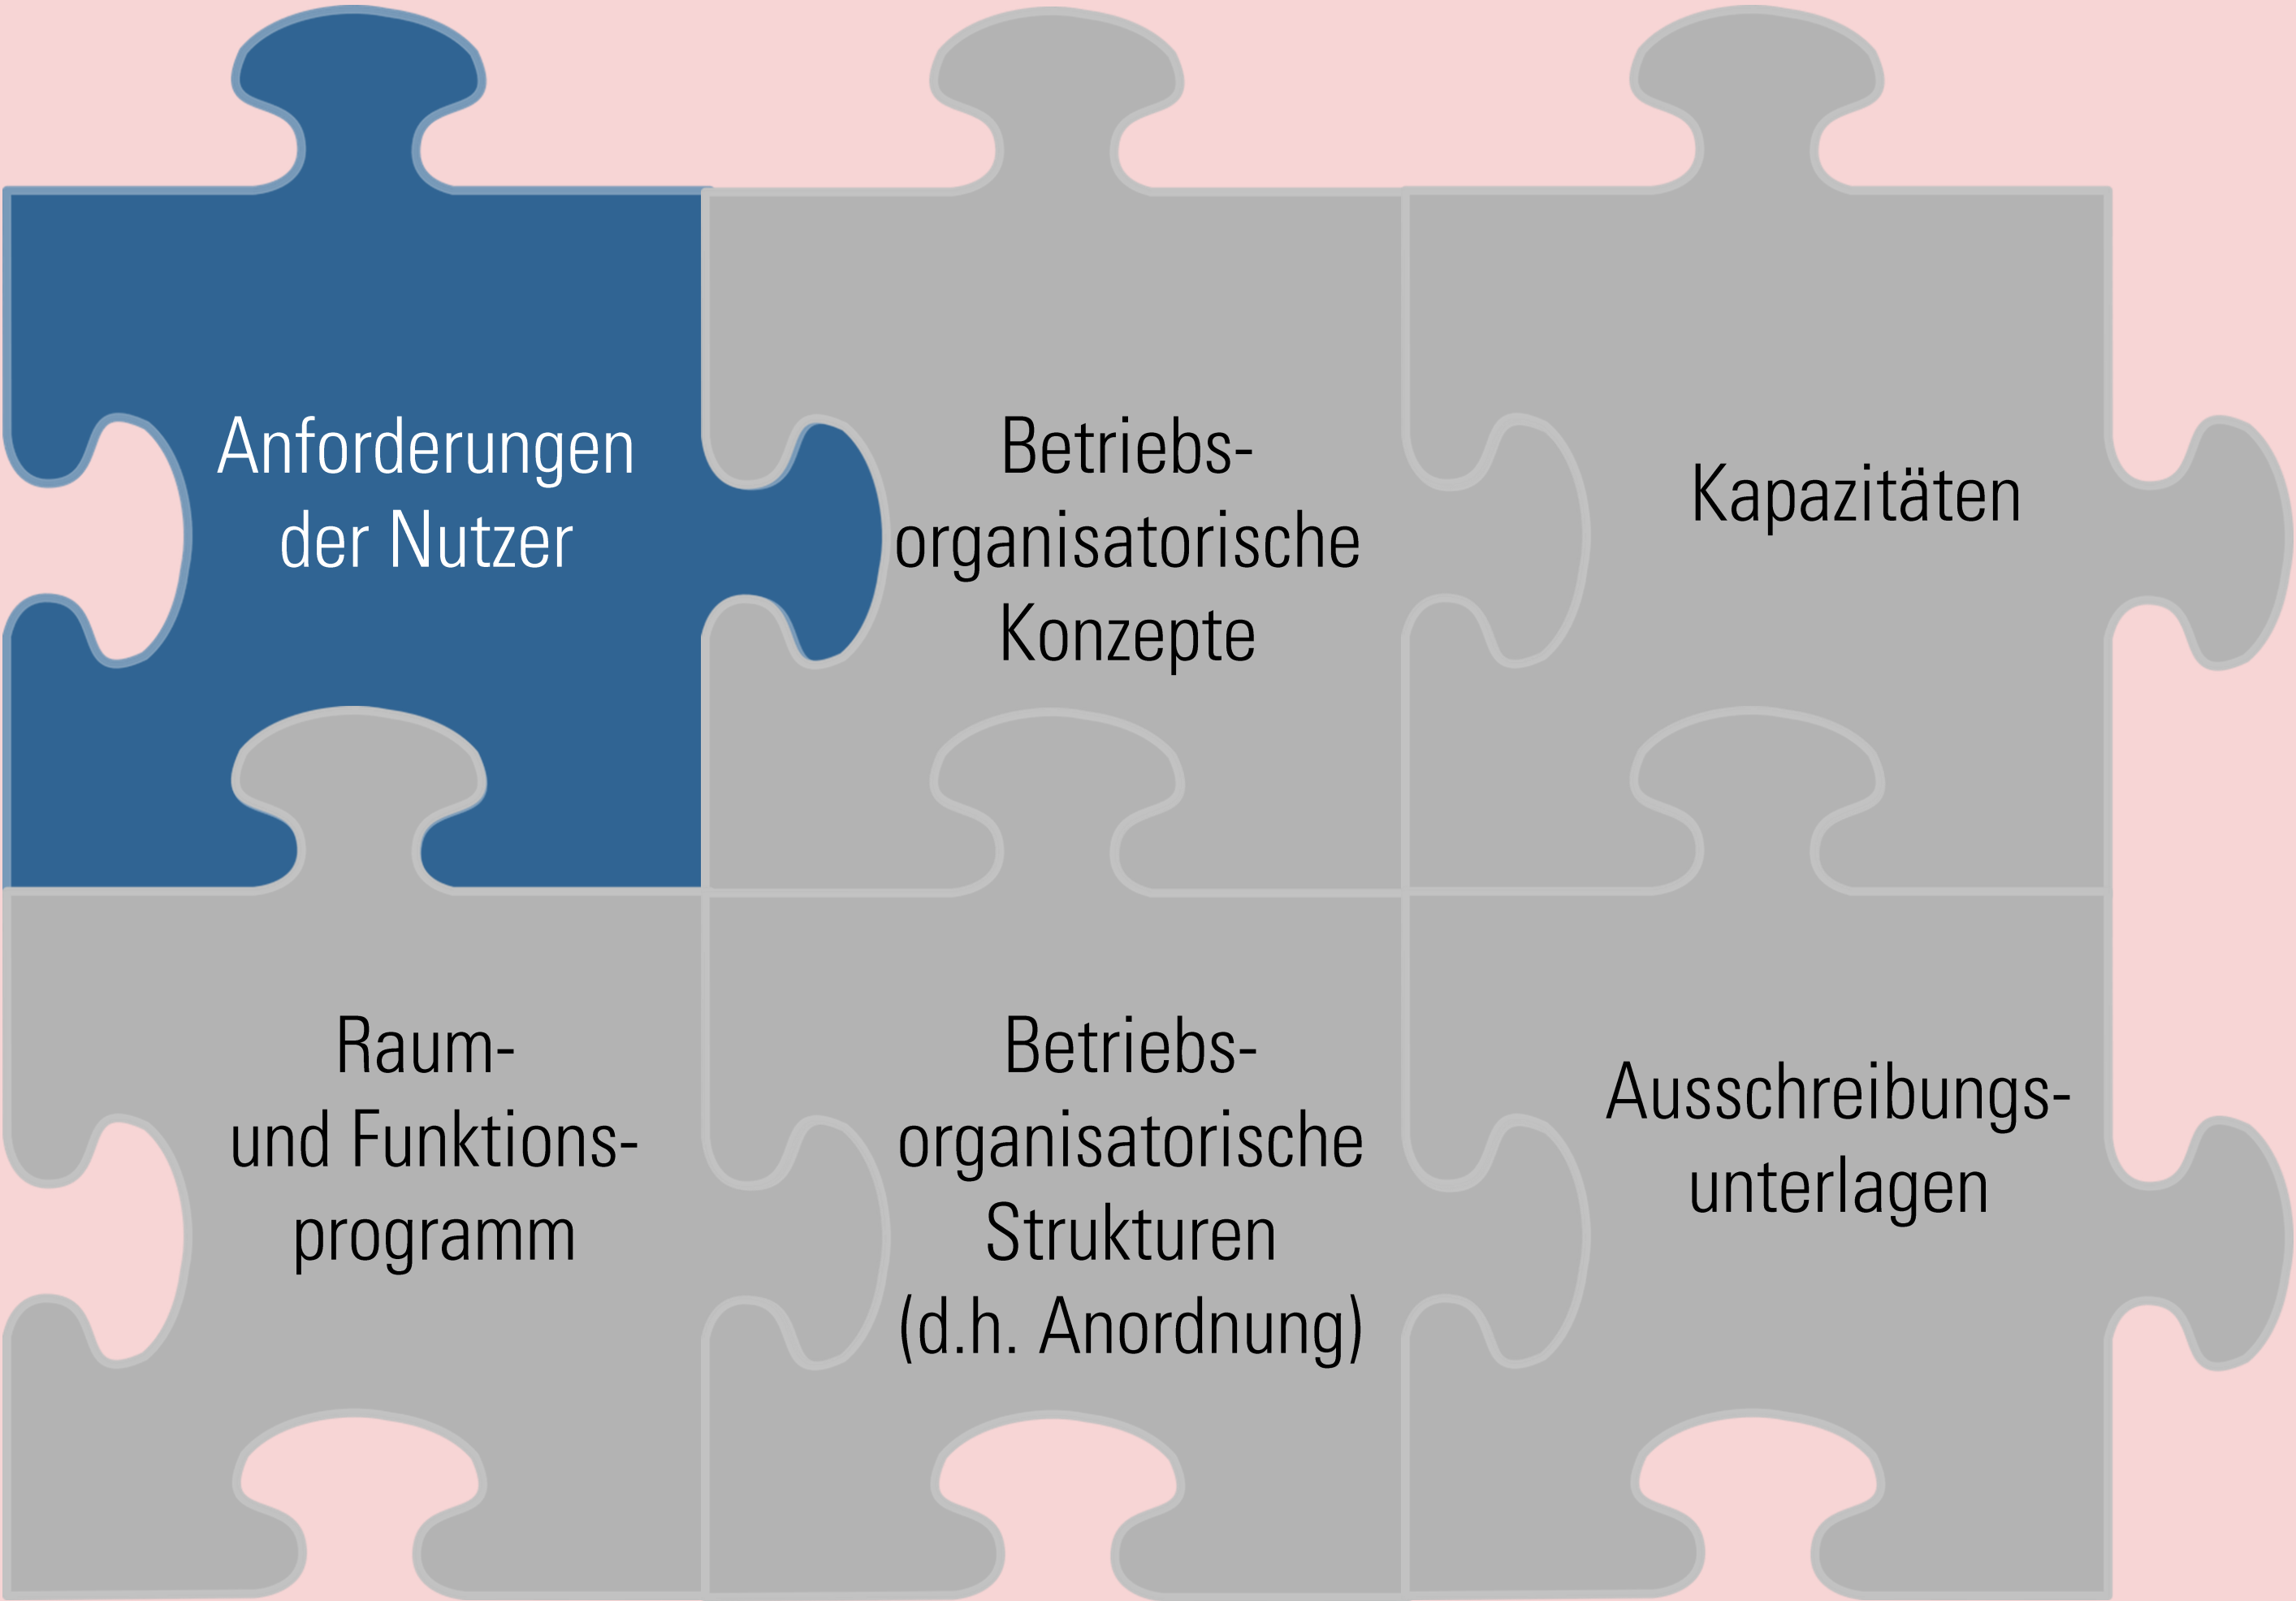 Anforderungen
der Nutzer
Betriebs-
organisatorische
Konzepte
Kapazitäten
Raum-
und Funktions-
programm
Betriebs-
organisatorische
Strukturen
(d.h. Anordnung)
Ausschreibungs-
unterlagen